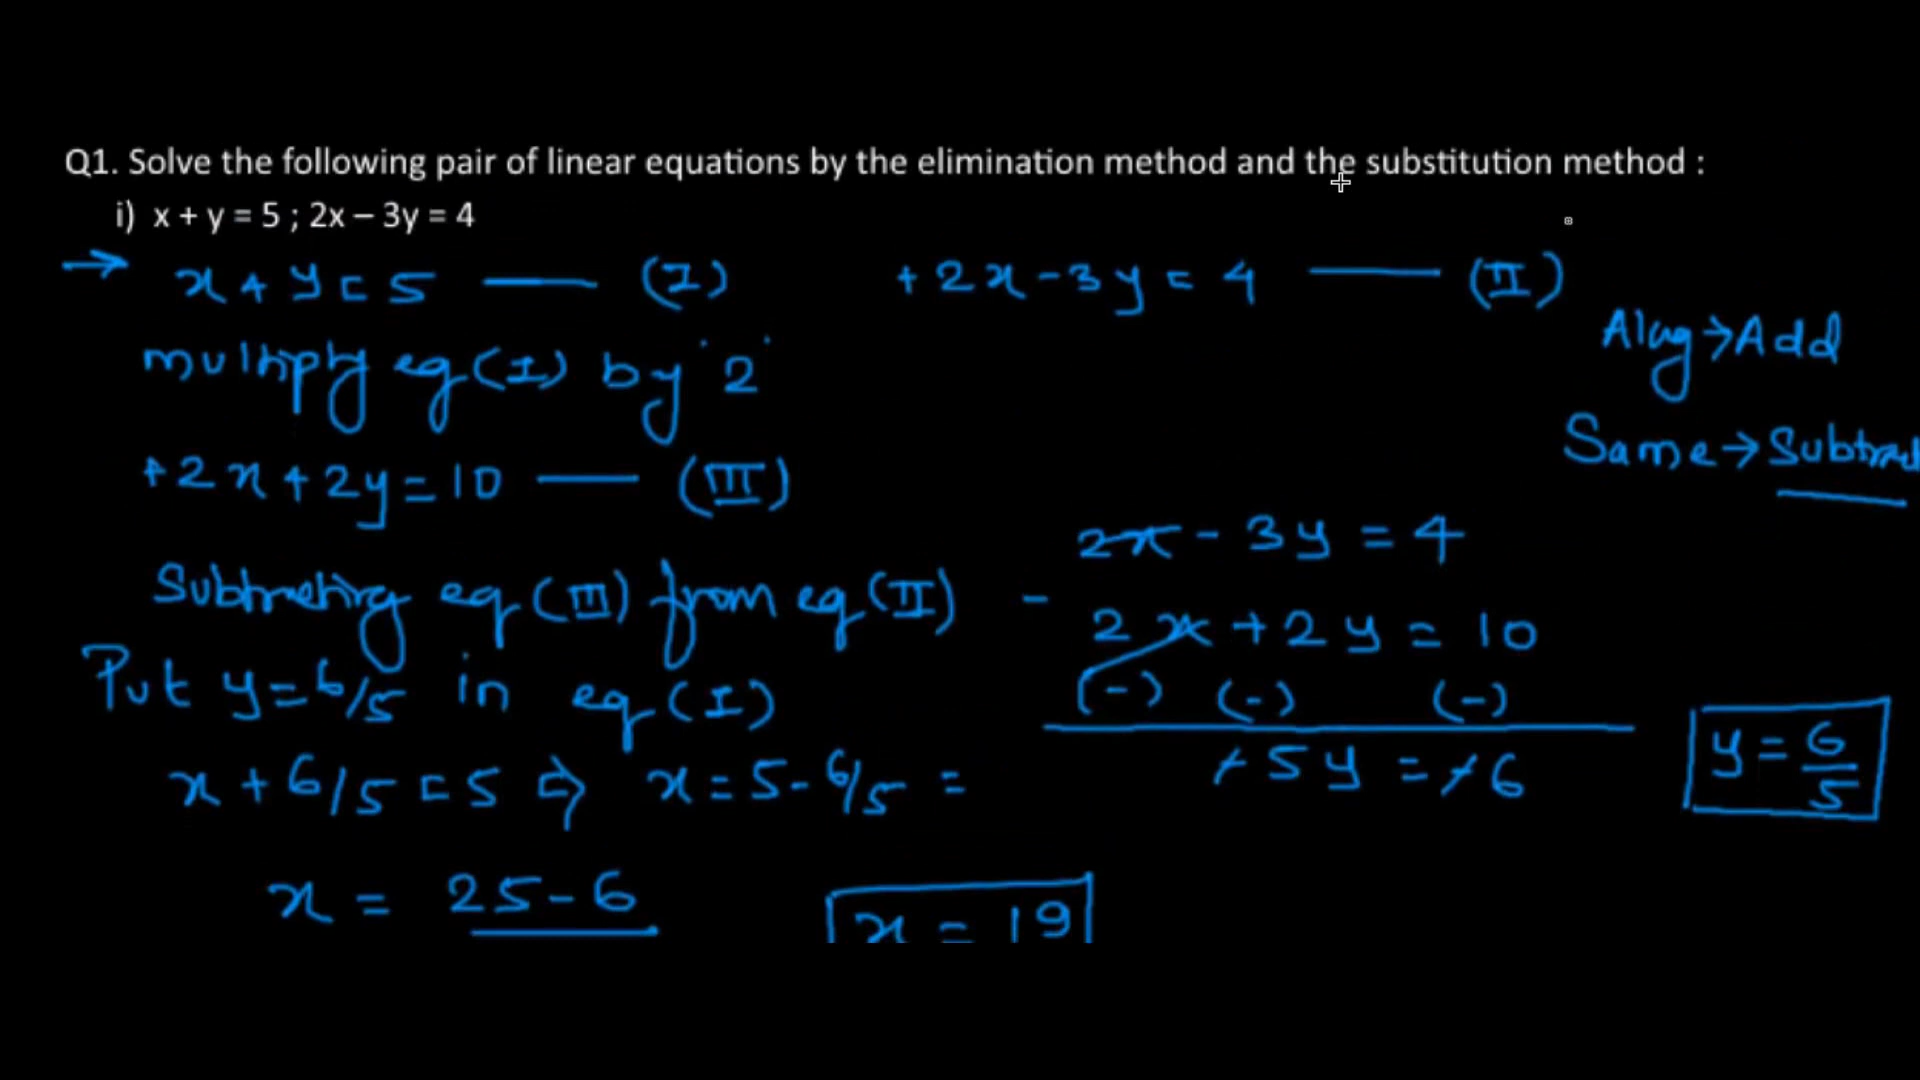 Q1. Solve the following pair of linear equations by the elimination method and the substitution method :
i) x + y = 5 ; 2x – 3y = 4
→ x + y = 5 —— (I) +2x - 3y = 4 —— (II)
Alag → Add
multiply eq (I) by '2'
Same → Subtract
+2x + 2y = 10 —— (III)
2x - 3y = 4
Subtracting eq (III) from eq (II)
- 2x + 2y = 10
(-) (-) (-)
Put y = 6/5 in eq (I)
-5y = -6
y = 6/5
x + 6/5 = 5 ⇒ x = 5 - 6/5 =
x = 25 - 6
x = 19